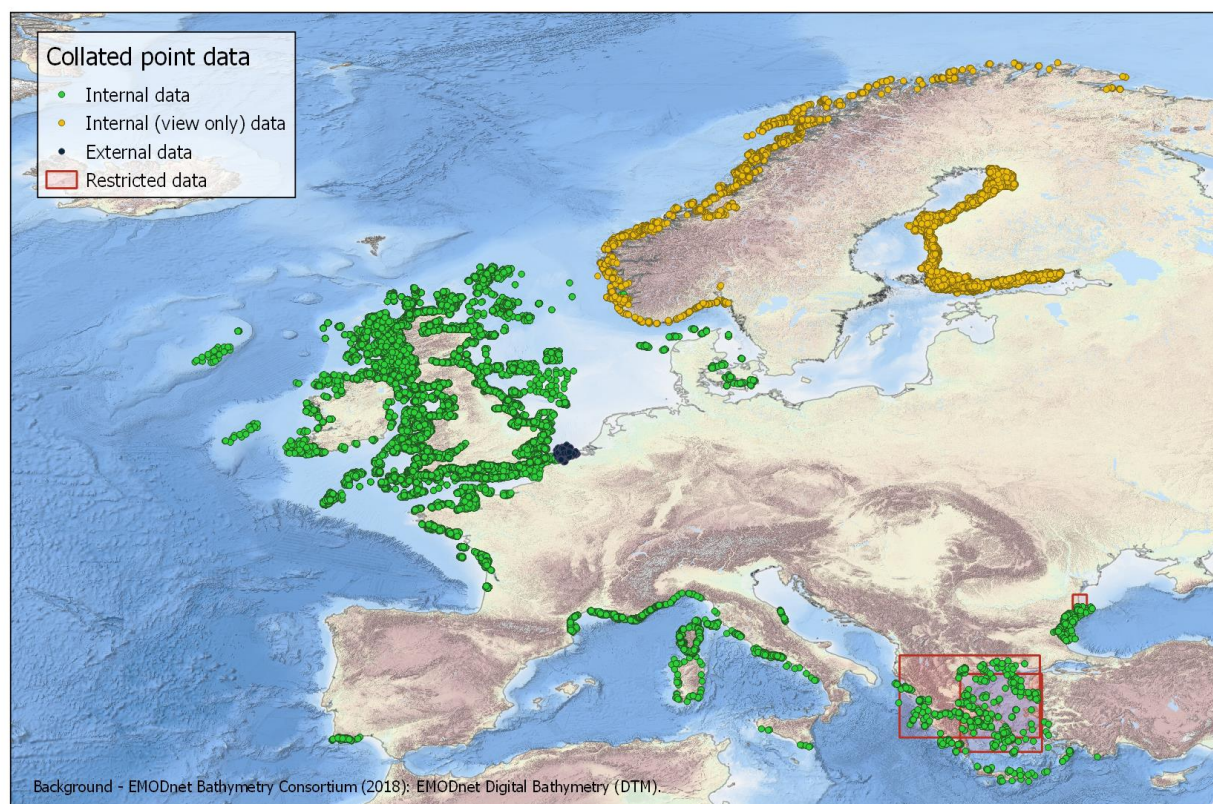 Collated point data
Internal data
Internal (view only) data
External data
Restricted data
Background - EMODnet Bathymetry Consortium (2018): EMODnet Digital Bathymetry (DTM).